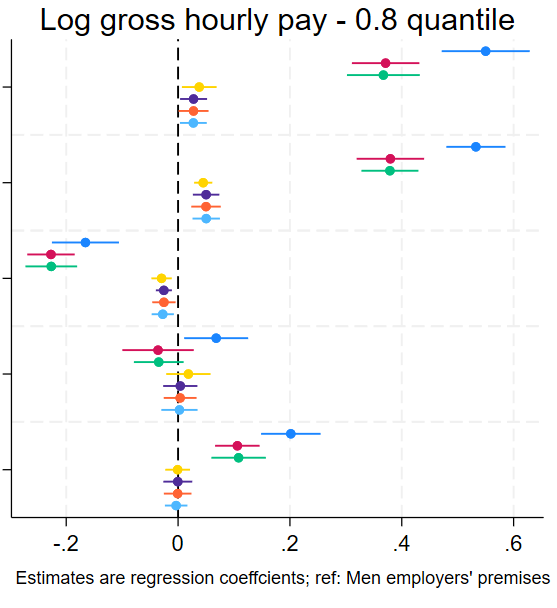 Log gross hourly pay - 0.8 quantile
-.2 0 .2 .4 .6
Estimates are regression coeffcients; ref: Men employers' premises